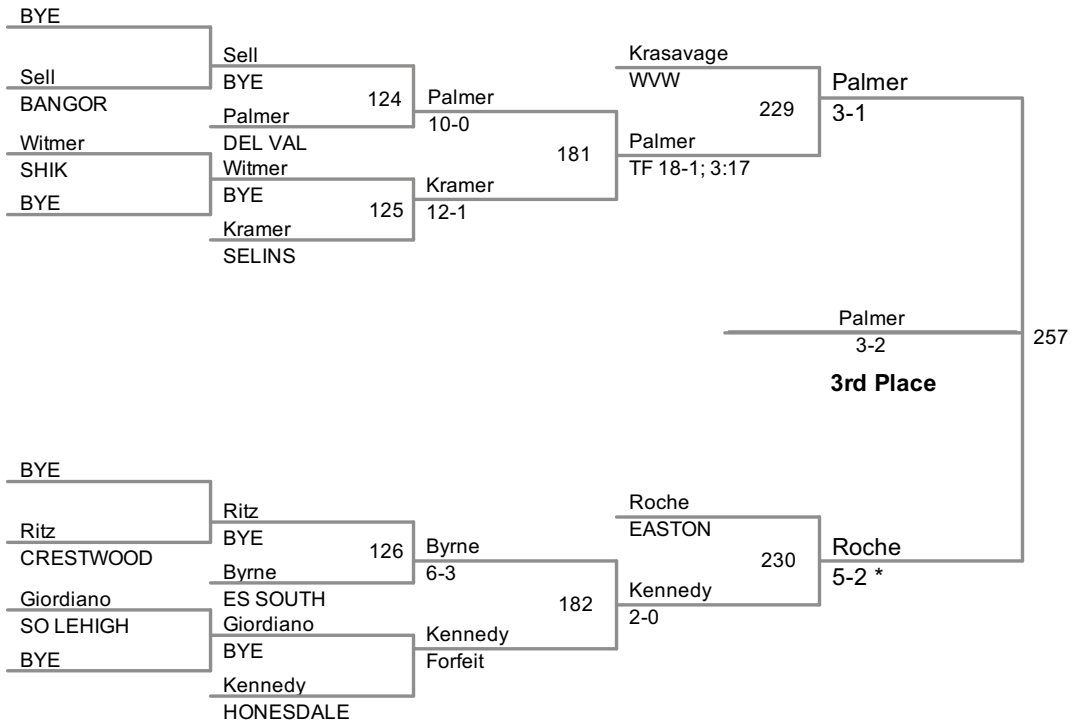 BYE
Sell
BANGOR
Witmer
SHIK
BYE
Sell
BYE
124
Palmer
DEL VAL
Witmer
BYE
125
Kramer
SELINS
Palmer
10-0
181
Kramer
12-1
Krasavage
WVW
229
Palmer
TF 18-1; 3:17
Palmer
3-1
Palmer
3-2
257
3rd Place
BYE
Ritz
CRESTWOOD
Giordiano
SO LEHIGH
BYE
Ritz
BYE
126
Byrne
ES SOUTH
Giordiano
BYE
Kennedy
HONESDALE
Byrne
6-3
182
Kennedy
Forfeit
Roche
EASTON
230
Kennedy
2-0
Roche
5-2 *